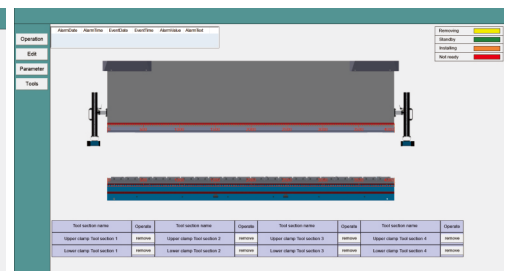 AlarmDate AlarmTime EventDate EventTime AlarmValue AlarmText
Removing
Standby
Installing
Not ready
Operation
Edit
Parameter
Tools
Tool section name Operate Tool section name Operate Tool section name Operate Tool section name Operate
Upper clamp Tool section 1 remove Upper clamp Tool section 2 remove Upper clamp Tool section 3 remove Upper clamp Tool section 4 remove
Lower clamp Tool section 1 remove Lower clamp Tool section 2 remove Lower clamp Tool section 3 remove Lower clamp Tool section 4 remove